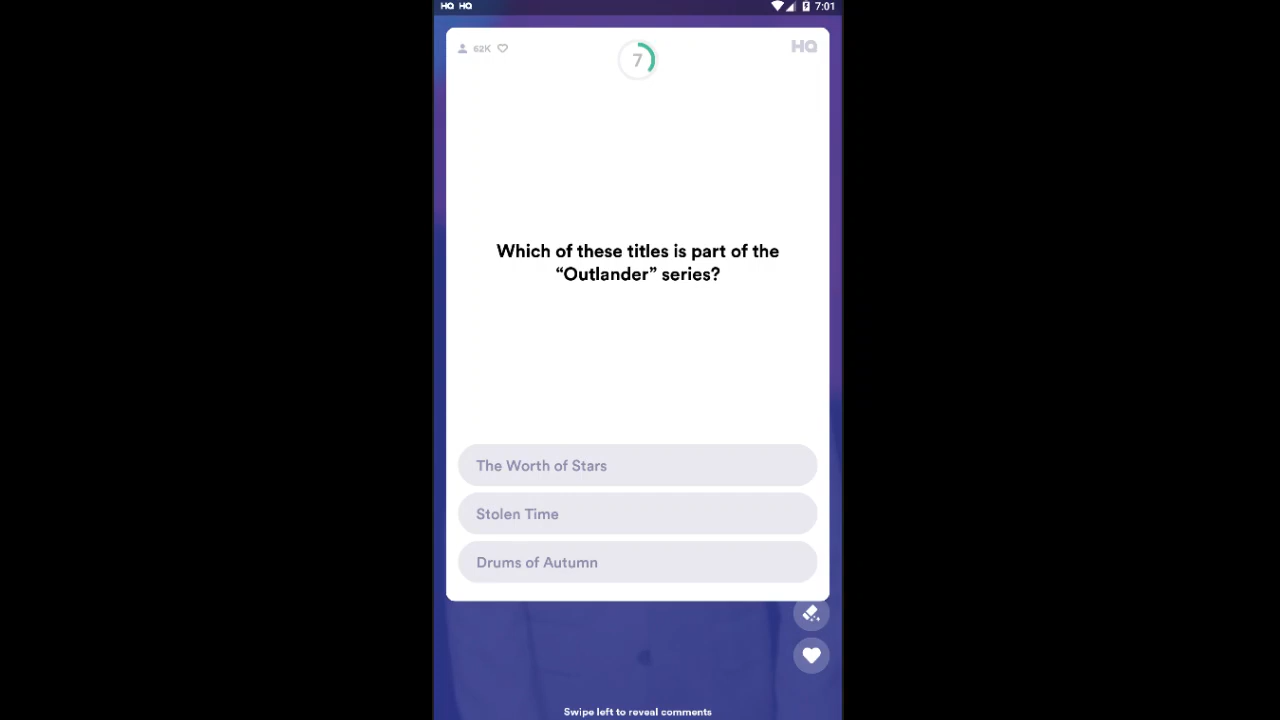 HQ HQ 7:01
62K 7 HQ
Which of these titles is part of the
“Outlander” series?
The Worth of Stars
Stolen Time
Drums of Autumn
Swipe left to reveal comments